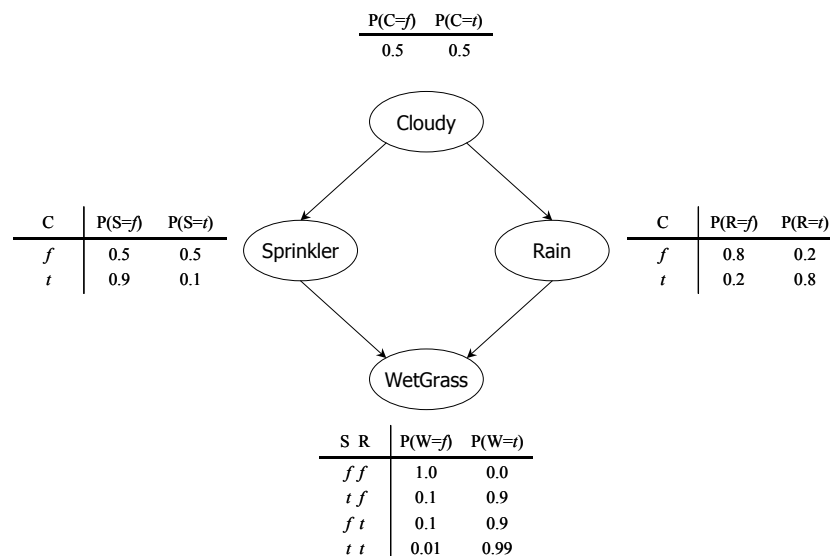 P(C=f) P(C=t)
0.5 0.5
Cloudy
C P(S=f) P(S=t)
f 0.5 0.5
t 0.9 0.1
Sprinkler
Rain
C P(R=f) P(R=t)
f 0.8 0.2
t 0.2 0.8
WetGrass
S R P(W=f) P(W=t)
f f 1.0 0.0
t f 0.1 0.9
f t 0.1 0.9
t t 0.01 0.99